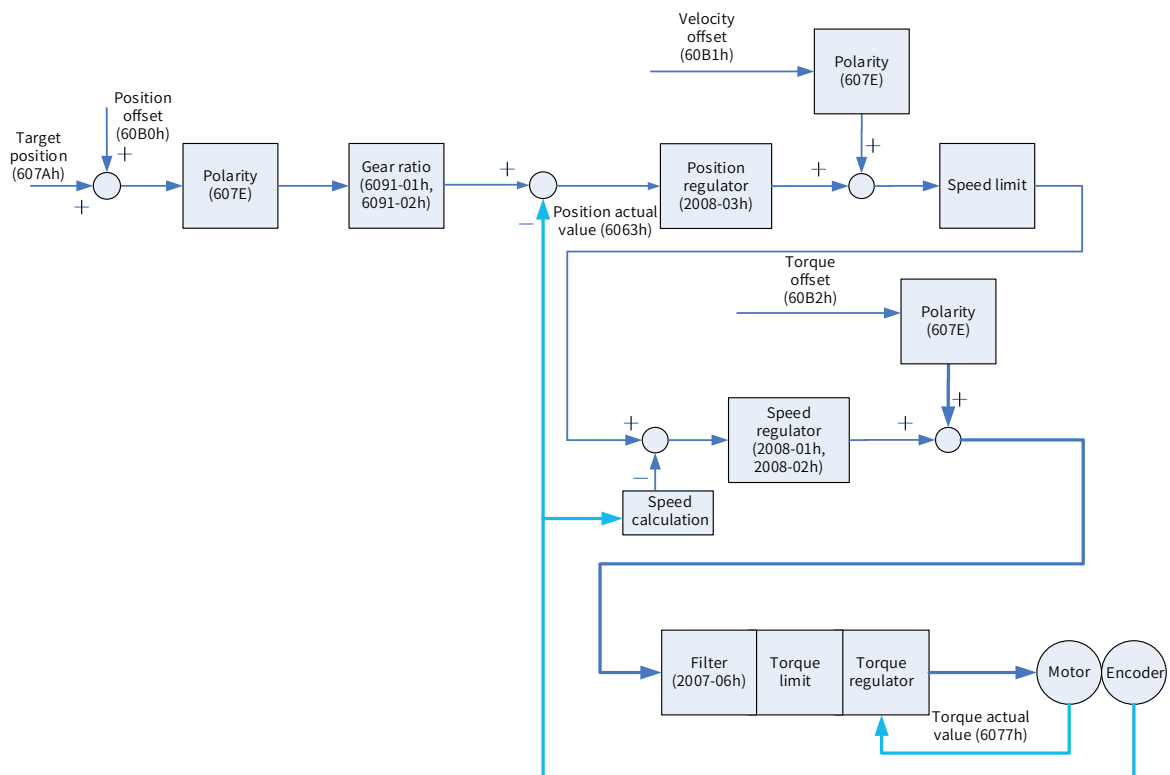 Velocity
offset
(60B1h)
Polarity
(607E)
Position
offset
(60B0h)
Target
position
(607Ah)
+
+
Polarity
(607E)
Gear ratio
(6091-01h,
6091-02h)
+
−
Position actual
value (6063h)
Position
regulator
(2008-03h)
+
+
Speed limit
Torque
offset
(60B2h)
Polarity
(607E)
+
−
Speed
calculation
Speed
regulator
(2008-01h,
2008-02h)
+
+
Filter
(2007-06h)
Torque
limit
Torque
regulator
Motor
Encoder
Torque actual
value (6077h)